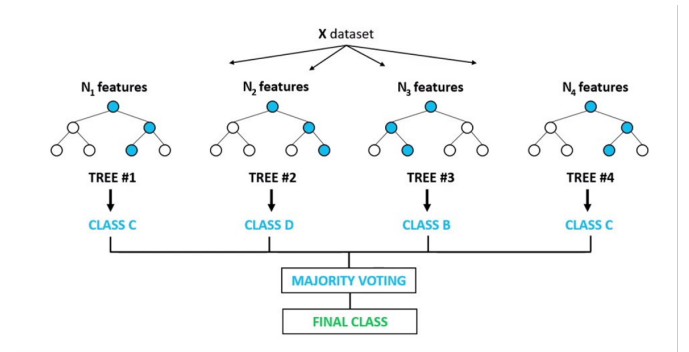 X dataset
N1 features N2 features N3 features N4 features
TREE #1 TREE #2 TREE #3 TREE #4
CLASS C CLASS D CLASS B CLASS C
MAJORITY VOTING
FINAL CLASS